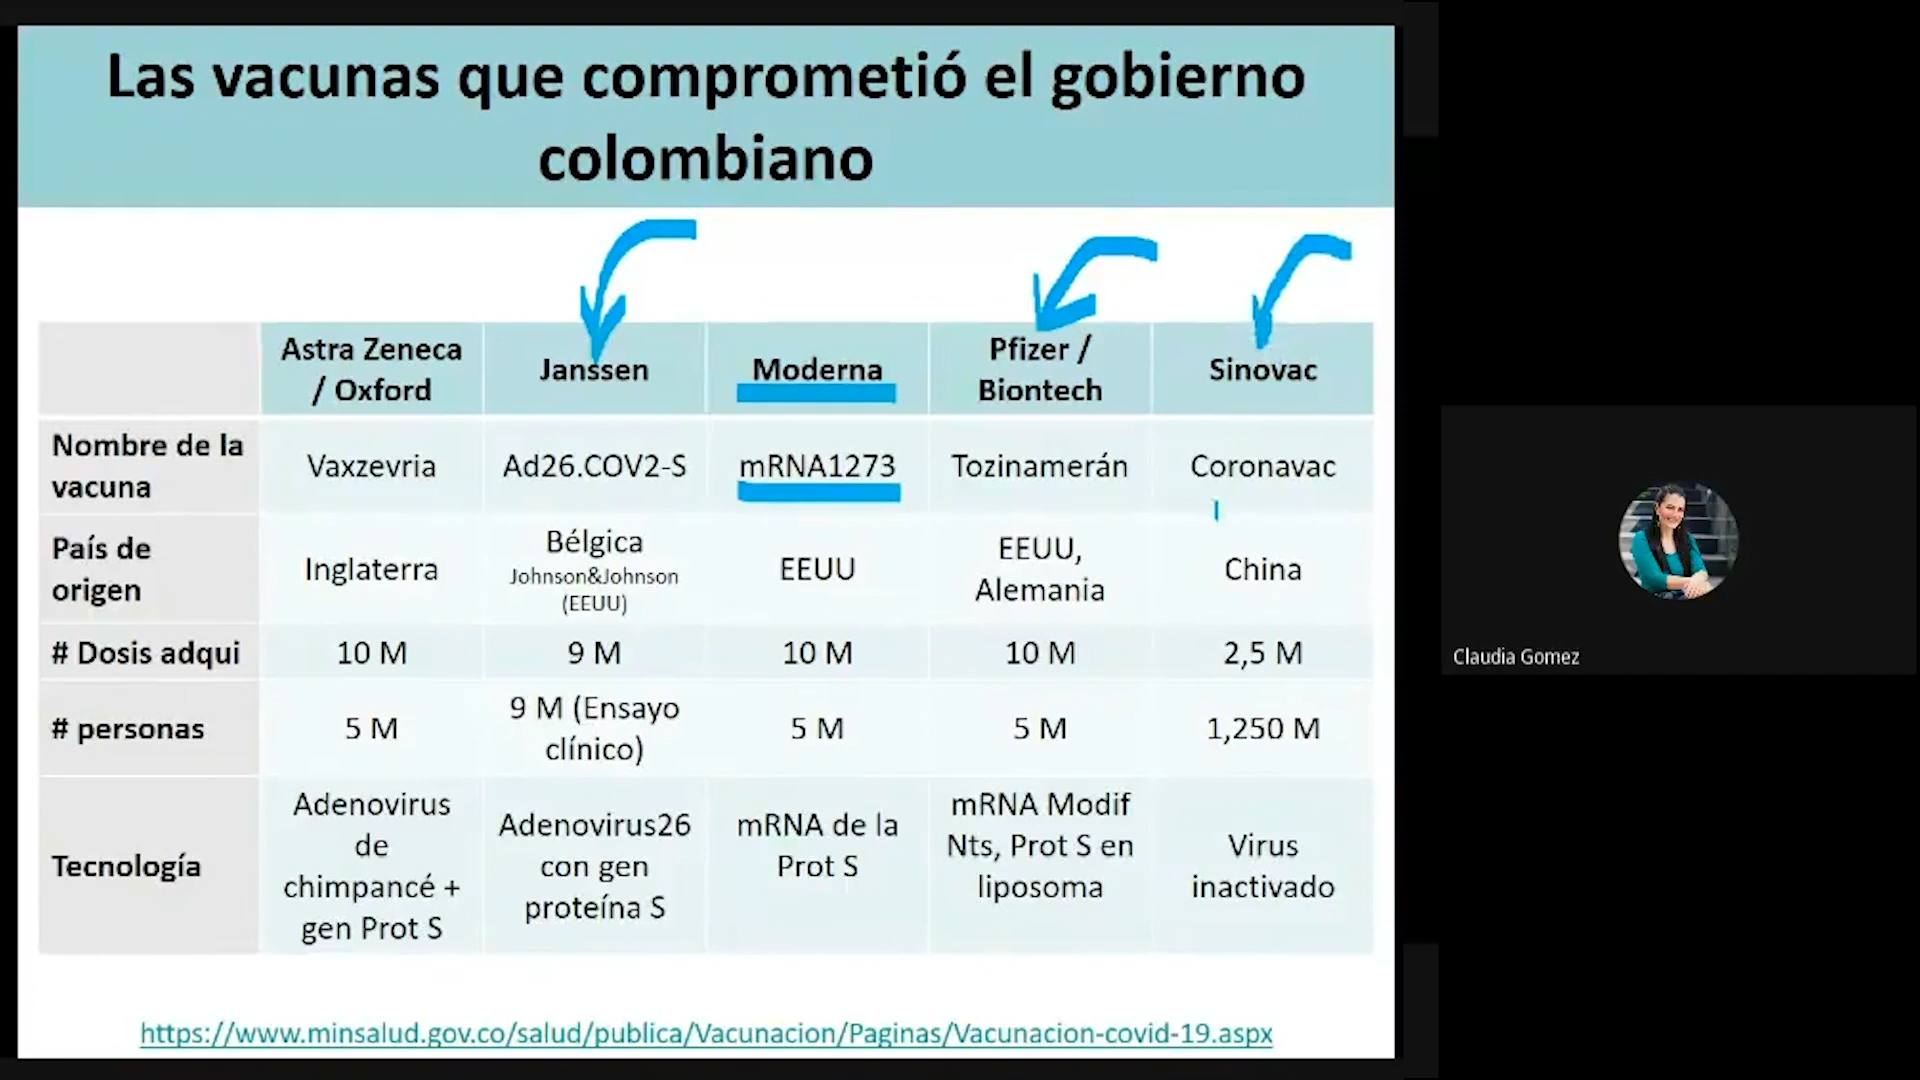 Las vacunas que comprometió el gobierno
colombiano
Astra Zeneca
/ Oxford
Janssen
Moderna
Pfizer /
Biontech
Sinovac
Nombre de la
vacuna
Vaxzevria
Ad26.COV2-S
mRNA1273
Tozinamerán
Coronavac
País de
origen
Inglaterra
Bélgica
Johnson&Johnson
(EEUU)
EEUU
EEUU,
Alemania
China
# Dosis adqui
10 M
9 M
10 M
10 M
2,5 M
# personas
5 M
9 M (Ensayo
clínico)
5 M
5 M
1,250 M
Tecnología
Adenovirus
de
chimpancé +
gen Prot S
Adenovirus26
con gen
proteína S
mRNA de la
Prot S
mRNA Modif
Nts, Prot S en
liposoma
Virus
inactivado
https://www.minsalud.gov.co/salud/publica/Vacunacion/Paginas/Vacunacion-covid-19.aspx
Claudia Gomez